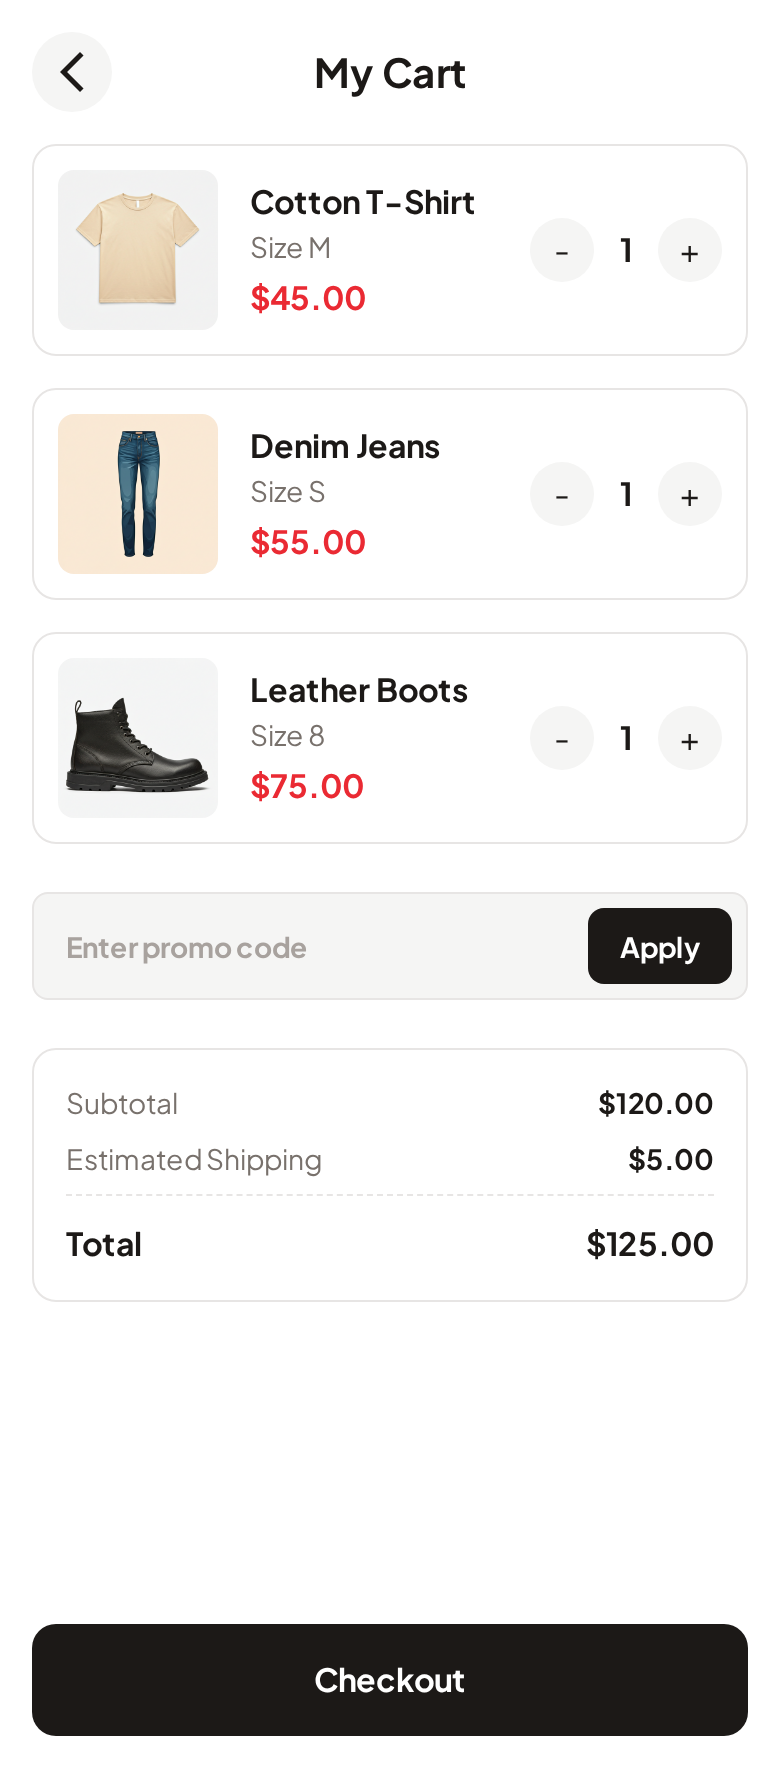 My Cart
Cotton T-Shirt
Size M
$45.00
- 1 +
Denim Jeans
Size S
$55.00
- 1 +
Leather Boots
Size 8
$75.00
- 1 +
Enter promo code
Apply
Subtotal $120.00
Estimated Shipping $5.00
Total $125.00
Checkout